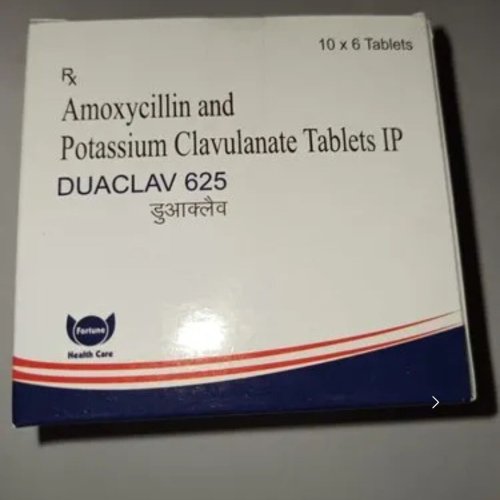 10 x 6 Tablets
Rx
Amoxycillin and
Potassium Clavulanate Tablets IP
DUACLAV 625
डुआक्लैव
Fortune
Health Care